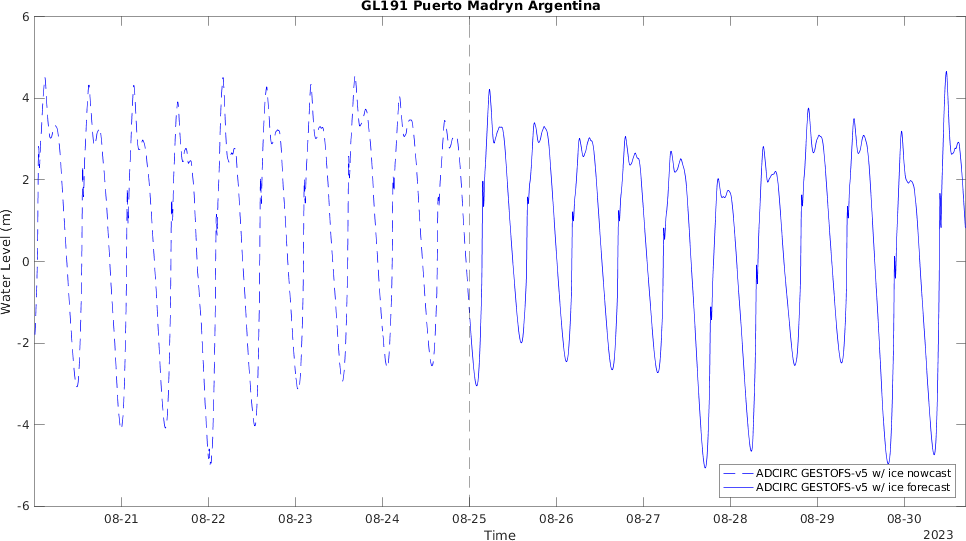 GL191 Puerto Madryn Argentina
6
4
2
0
-2
-4
-6
Water Level (m)
ADCIRC GESTOFS-v5 w/ ice nowcast
ADCIRC GESTOFS-v5 w/ ice forecast
08-21 08-22 08-23 08-24 08-25 08-26 08-27 08-28 08-29 08-30
Time
2023